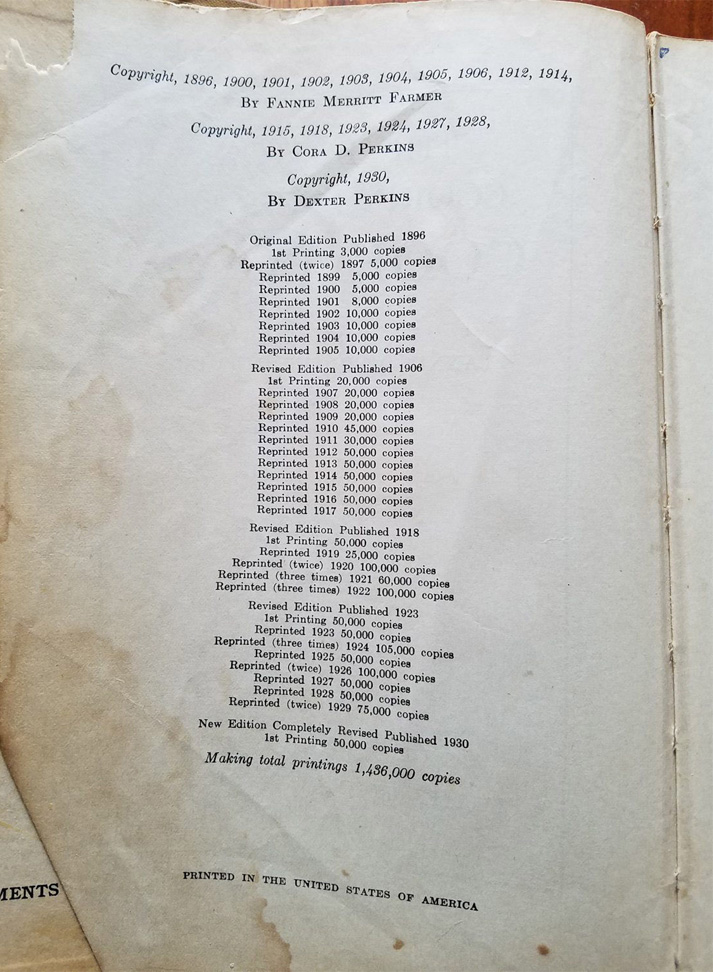 Copyright, 1896, 1900, 1901, 1902, 1903, 1904, 1905, 1906, 1912, 1914,
BY FANNIE MERRITT FARMER
Copyright, 1915, 1918, 1923, 1924, 1927, 1928,
BY CORA D. PERKINS
Copyright, 1930,
BY DEXTER PERKINS
Original Edition Published 1896
1st Printing 3,000 copies
Reprinted (twice) 1897 5,000 copies
Reprinted 1899 5,000 copies
Reprinted 1900 5,000 copies
Reprinted 1901 8,000 copies
Reprinted 1902 10,000 copies
Reprinted 1903 10,000 copies
Reprinted 1904 10,000 copies
Reprinted 1905 10,000 copies
Revised Edition Published 1906
1st Printing 20,000 copies
Reprinted 1907 20,000 copies
Reprinted 1908 20,000 copies
Reprinted 1909 20,000 copies
Reprinted 1910 45,000 copies
Reprinted 1911 30,000 copies
Reprinted 1912 50,000 copies
Reprinted 1913 50,000 copies
Reprinted 1914 50,000 copies
Reprinted 1915 50,000 copies
Reprinted 1916 50,000 copies
Reprinted 1917 50,000 copies
Revised Edition Published 1918
1st Printing 50,000 copies
Reprinted 1919 25,000 copies
Reprinted (twice) 1920 100,000 copies
Reprinted (three times) 1921 60,000 copies
Reprinted (three times) 1922 100,000 copies
Revised Edition Published 1923
1st Printing 50,000 copies
Reprinted 1923 50,000 copies
Reprinted (three times) 1924 105,000 copies
Reprinted 1925 50,000 copies
Reprinted (twice) 1926 100,000 copies
Reprinted 1927 50,000 copies
Reprinted 1928 50,000 copies
Reprinted (twice) 1929 75,000 copies
New Edition Completely Revised Published 1930
1st Printing 50,000 copies
Making total printings 1,436,000 copies
PRINTED IN THE UNITED STATES OF AMERICA
MENTS